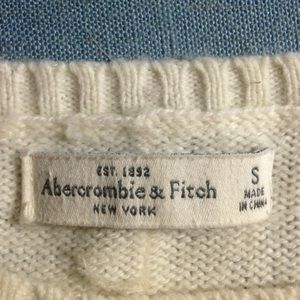 EST. 1892
Abercrombie & Fitch
NEW YORK
S
MADE
IN CHINA